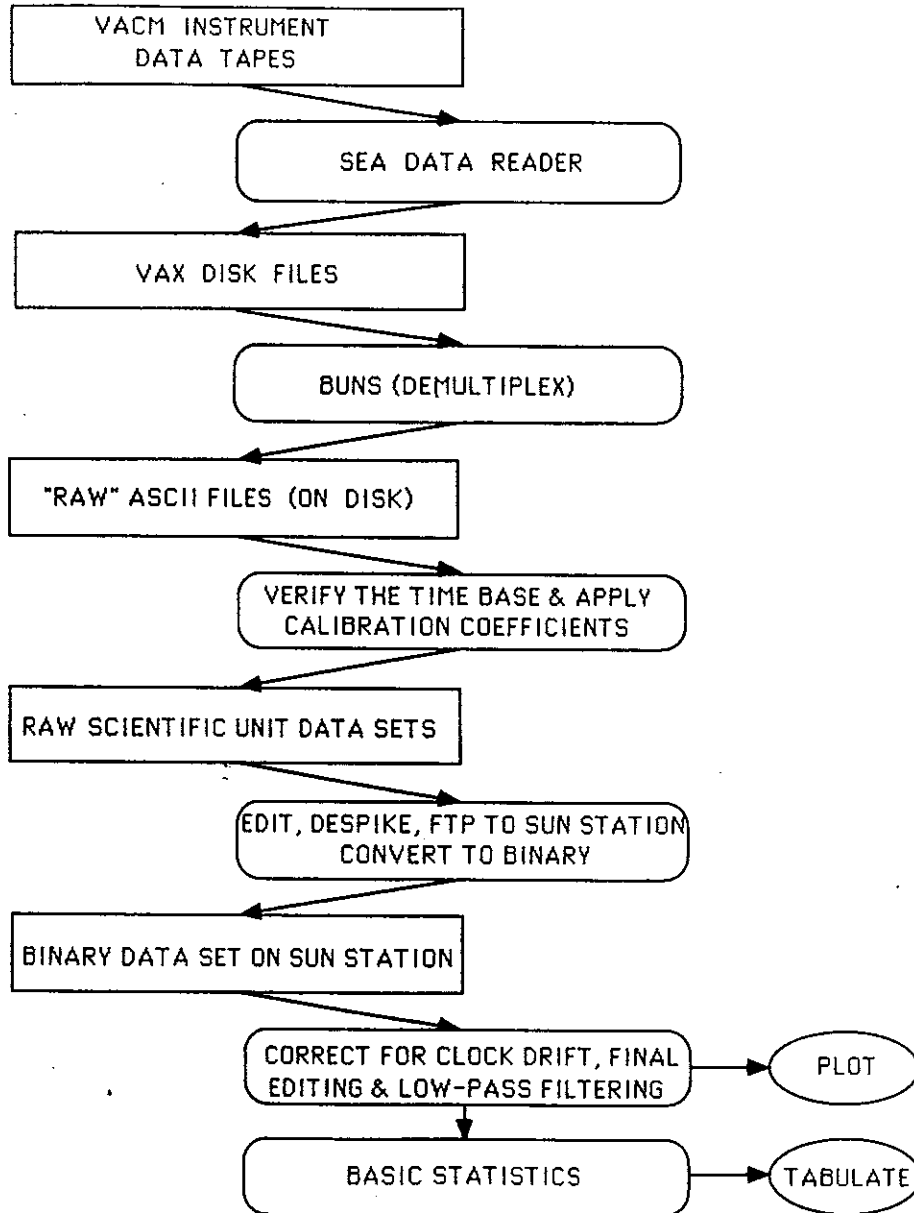 VACM INSTRUMENT
DATA TAPES
SEA DATA READER
VAX DISK FILES
BUNS (DEMULTIPLEX)
"RAW" ASCII FILES (ON DISK)
VERIFY THE TIME BASE & APPLY
CALIBRATION COEFFICIENTS
RAW SCIENTIFIC UNIT DATA SETS
EDIT, DESPIKE, FTP TO SUN STATION
CONVERT TO BINARY
BINARY DATA SET ON SUN STATION
CORRECT FOR CLOCK DRIFT, FINAL
EDITING & LOW-PASS FILTERING
PLOT
BASIC STATISTICS
TABULATE